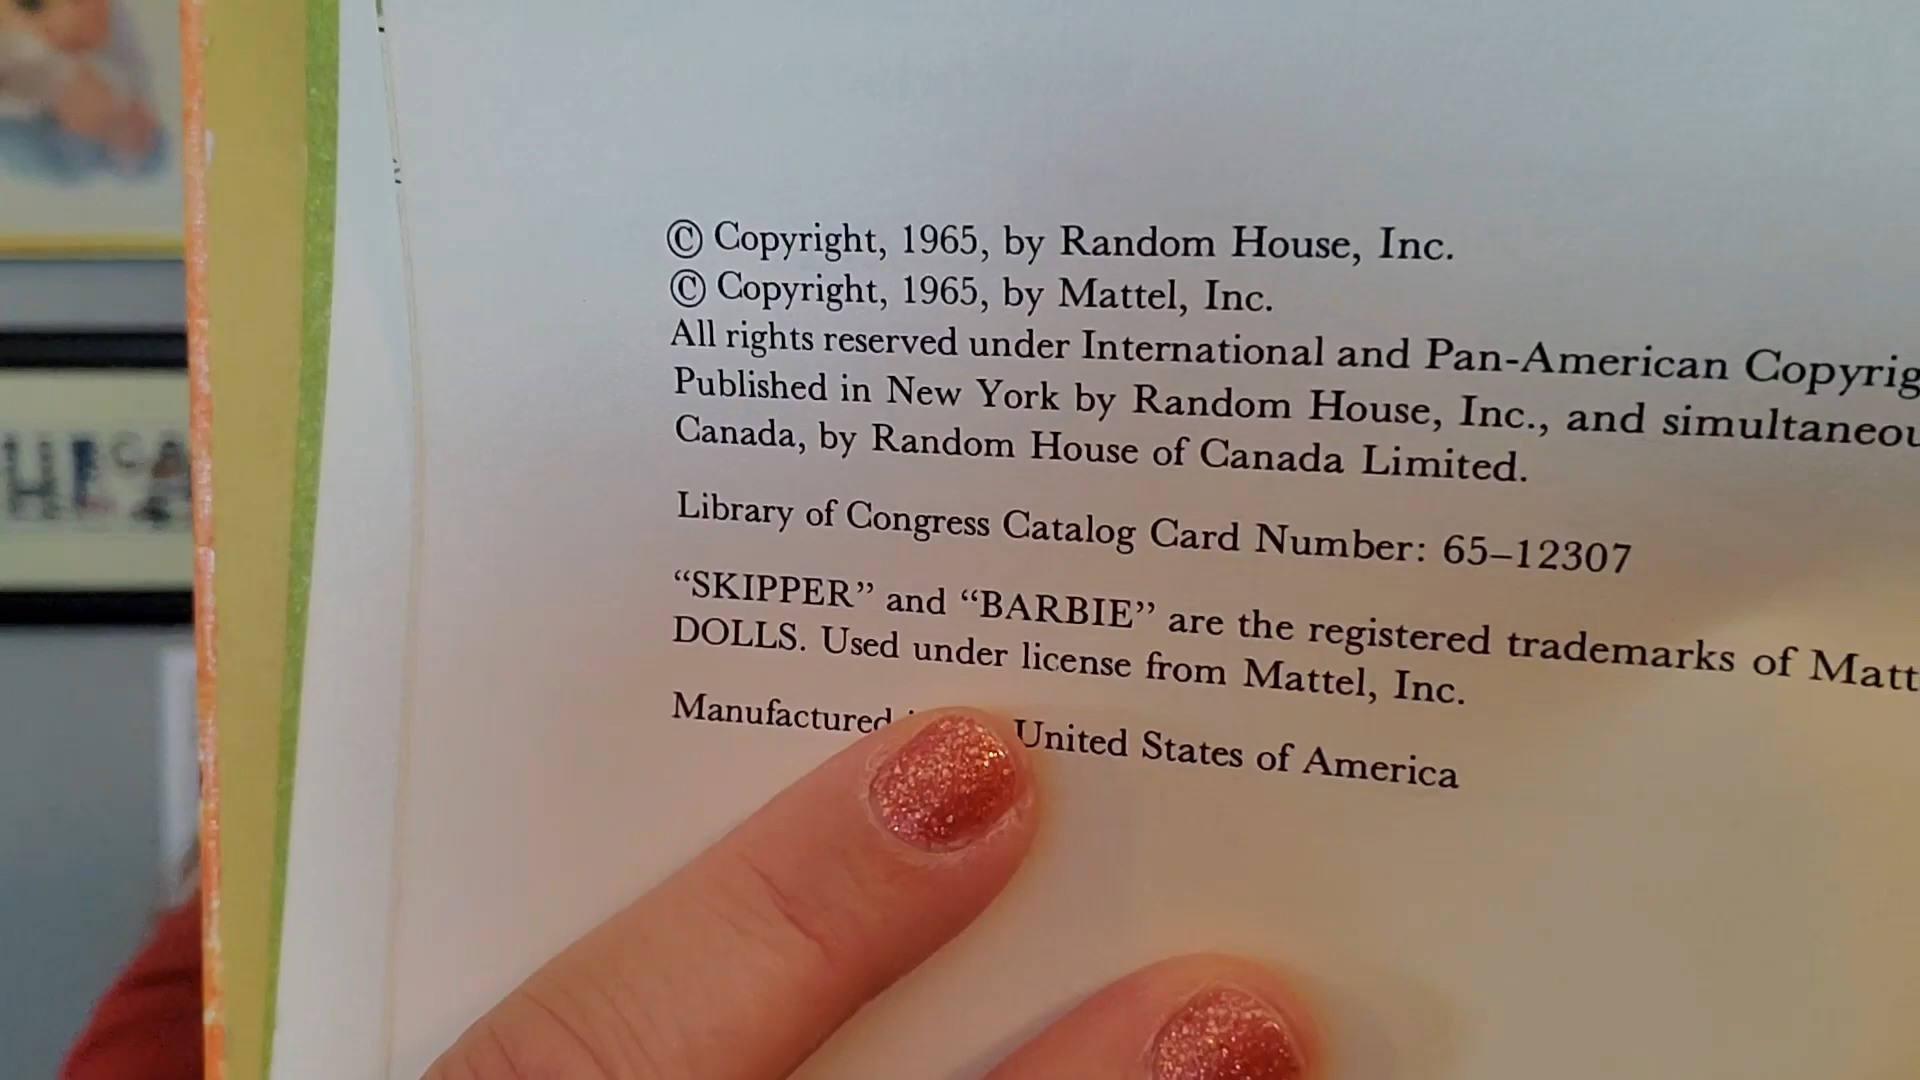 © Copyright, 1965, by Random House, Inc.
© Copyright, 1965, by Mattel, Inc.
All rights reserved under International and Pan-American Copyrig
Published in New York by Random House, Inc., and simultaneou
Canada, by Random House of Canada Limited.
Library of Congress Catalog Card Number: 65–12307
“SKIPPER” and “BARBIE” are the registered trademarks of Matt
DOLLS. Used under license from Mattel, Inc.
Manufactured United States of America